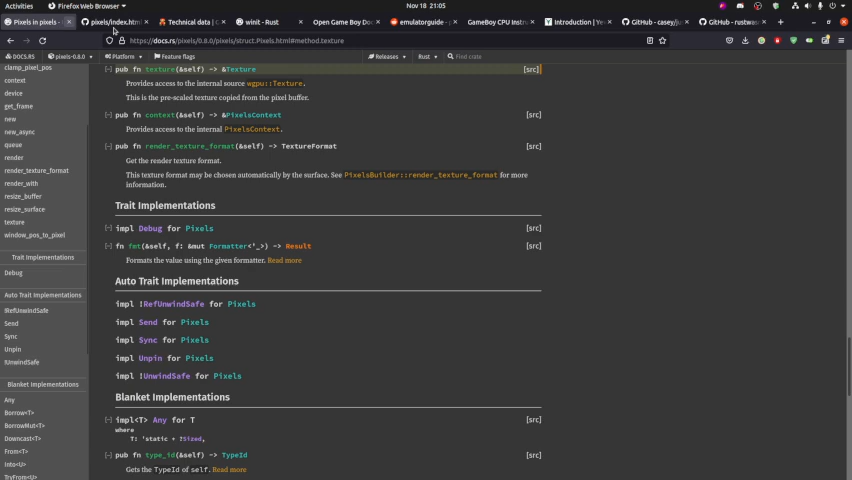 Activities
Firefox Web Browser
Nov 18 21:05
Pixels in pixels -
pixels/index.html
Technical data | G
winit - Rust
Open Game Boy Doc
emulatorguide - p
GameBoy CPU Instru
Introduction | Yew
GitHub - casey/ju
GitHub - rustwas
https://docs.rs/pixels/0.8.0/pixels/struct.Pixels.html#method.texture
DOCS.RS
pixels-0.8.0
Platform
Feature flags
Releases
Rust
Find crate
clamp_pixel_pos
context
device
get_frame
new
new_async
queue
render
render_texture_format
render_with
resize_buffer
resize_surface
texture
window_pos_to_pixel
Trait Implementations
Debug
Auto Trait Implementations
!RefUnwindSafe
Send
Sync
Unpin
!UnwindSafe
Blanket Implementations
Any
Borrow<T>
BorrowMut<T>
Downcast<T>
From<T>
Into<U>
TryFrom<U>
[-] pub fn texture(&self) -> &Texture [src]
Provides access to the internal source wgpu::Texture.
This is the pre-scaled texture copied from the pixel buffer.
[-] pub fn context(&self) -> &PixelsContext [src]
Provides access to the internal PixelsContext.
[-] pub fn render_texture_format(&self) -> TextureFormat [src]
Get the render texture format.
This texture format may be chosen automatically by the surface. See PixelsBuilder::render_texture_format for more
information.
Trait Implementations
[-] impl Debug for Pixels [src]
[-] fn fmt(&self, f: &mut Formatter<'_>) -> Result [src]
Formats the value using the given formatter. Read more
Auto Trait Implementations
impl !RefUnwindSafe for Pixels
impl Send for Pixels
impl Sync for Pixels
impl Unpin for Pixels
impl !UnwindSafe for Pixels
Blanket Implementations
[-] impl<T> Any for T [src]
where
T: 'static + ?Sized,
[-] pub fn type_id(&self) -> TypeId [src]
Gets the TypeId of self. Read more